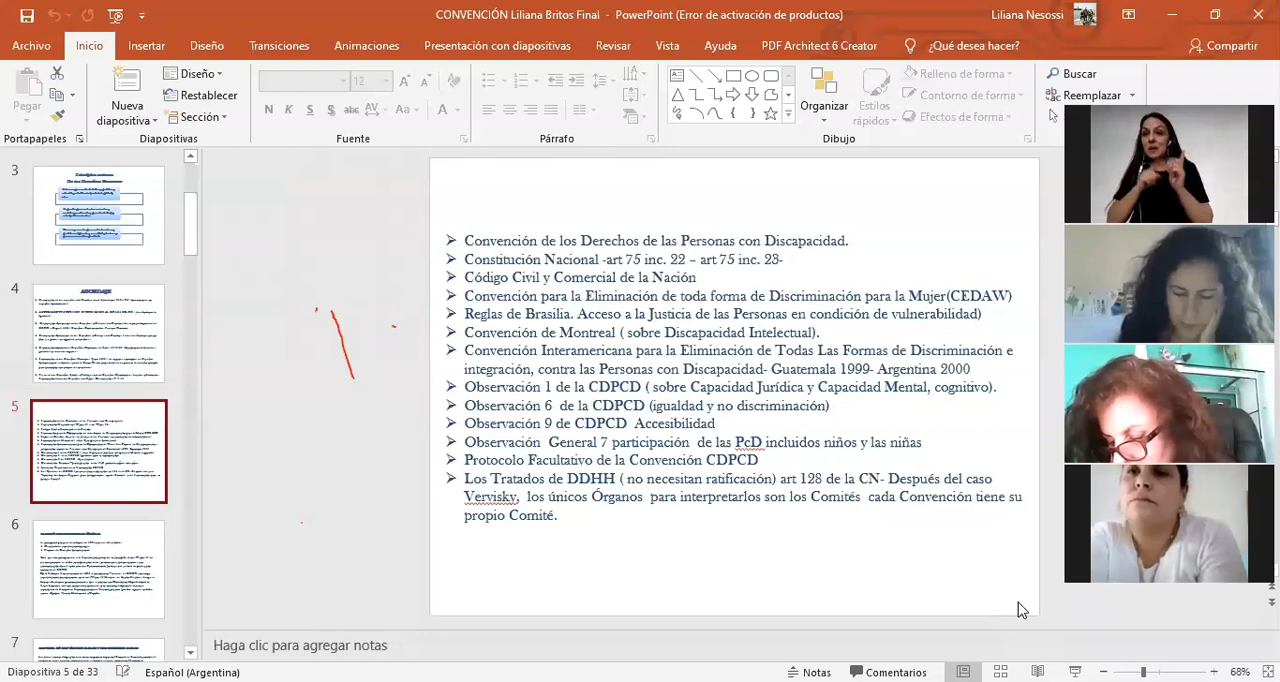 CONVENCIÓN Liliana Britos Final - PowerPoint (Error de activación de productos)
Liliana Nesossi
Archivo Inicio Insertar Diseño Transiciones Animaciones Presentación con diapositivas Revisar Vista Ayuda PDF Architect 6 Creator ¿Qué desea hacer? Compartir
Pegar
Nueva
diapositiva
Diseño
Restablecer
Sección
12
N K S S abc AV Aa A
Organizar
Estilos
rápidos
Relleno de forma
Contorno de forma
Efectos de forma
Buscar
Reemplazar
Portapapeles Diapositivas Fuente Párrafo Dibujo
3
4
ABORDAJE
5
6
7
Convención de los Derechos de las Personas con Discapacidad.
Constitución Nacional -art 75 inc. 22 – art 75 inc. 23-
Código Civil y Comercial de la Nación
Convención para la Eliminación de toda forma de Discriminación para la Mujer(CEDAW)
Reglas de Brasilia. Acceso a la Justicia de las Personas en condición de vulnerabilidad)
Convención de Montreal ( sobre Discapacidad Intelectual).
Convención Interamericana para la Eliminación de Todas Las Formas de Discriminación e
integración, contra las Personas con Discapacidad- Guatemala 1999- Argentina 2000
Observación 1 de la CDPCD ( sobre Capacidad Jurídica y Capacidad Mental, cognitivo).
Observación 6 de la CDPCD (igualdad y no discriminación)
Observación 9 de CDPCD Accesibilidad
Observación General 7 participación de las PcD incluidos niños y las niñas
Protocolo Facultativo de la Convención CDPCD
Los Tratados de DDHH ( no necesitan ratificación) art 128 de la CN- Después del caso
Vervisky, los únicos Órganos para interpretarlos son los Comités cada Convención tiene su
propio Comité.
Haga clic para agregar notas
Diapositiva 5 de 33 Español (Argentina) Notas Comentarios 68%